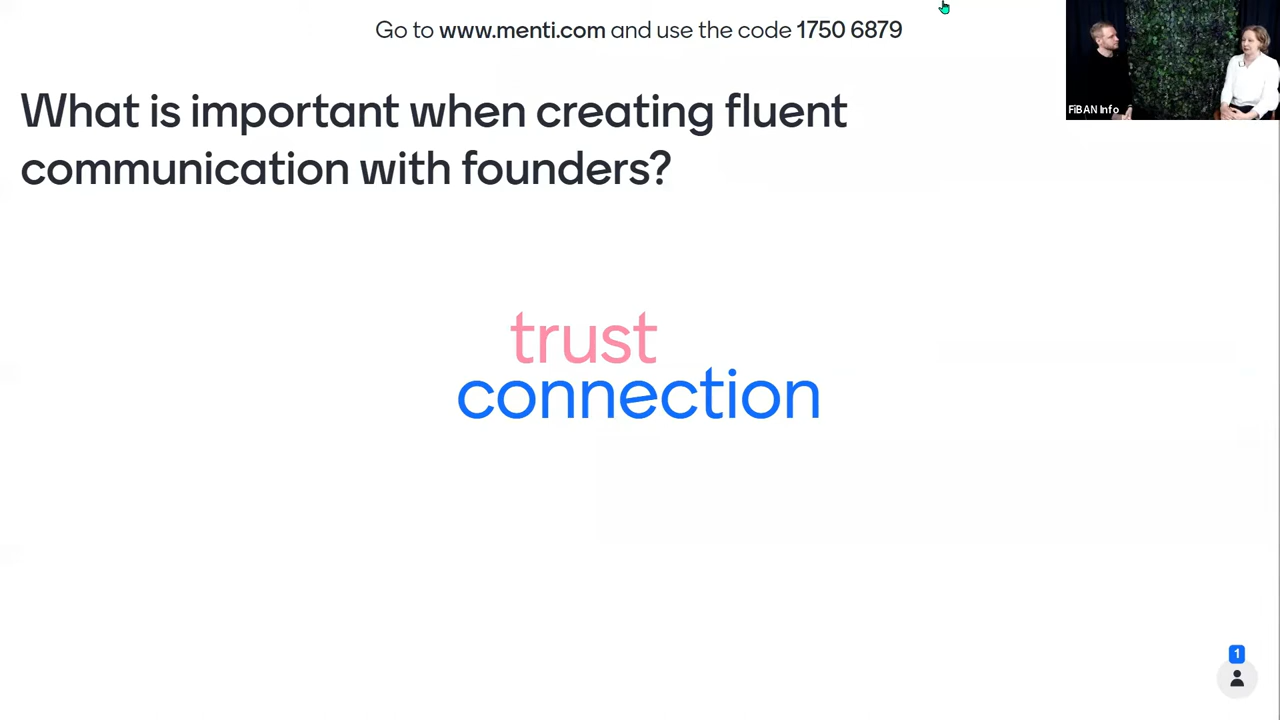 Go to www.menti.com and use the code 1750 6879
FiBAN Info
What is important when creating fluent
communication with founders?
trust
connection
1